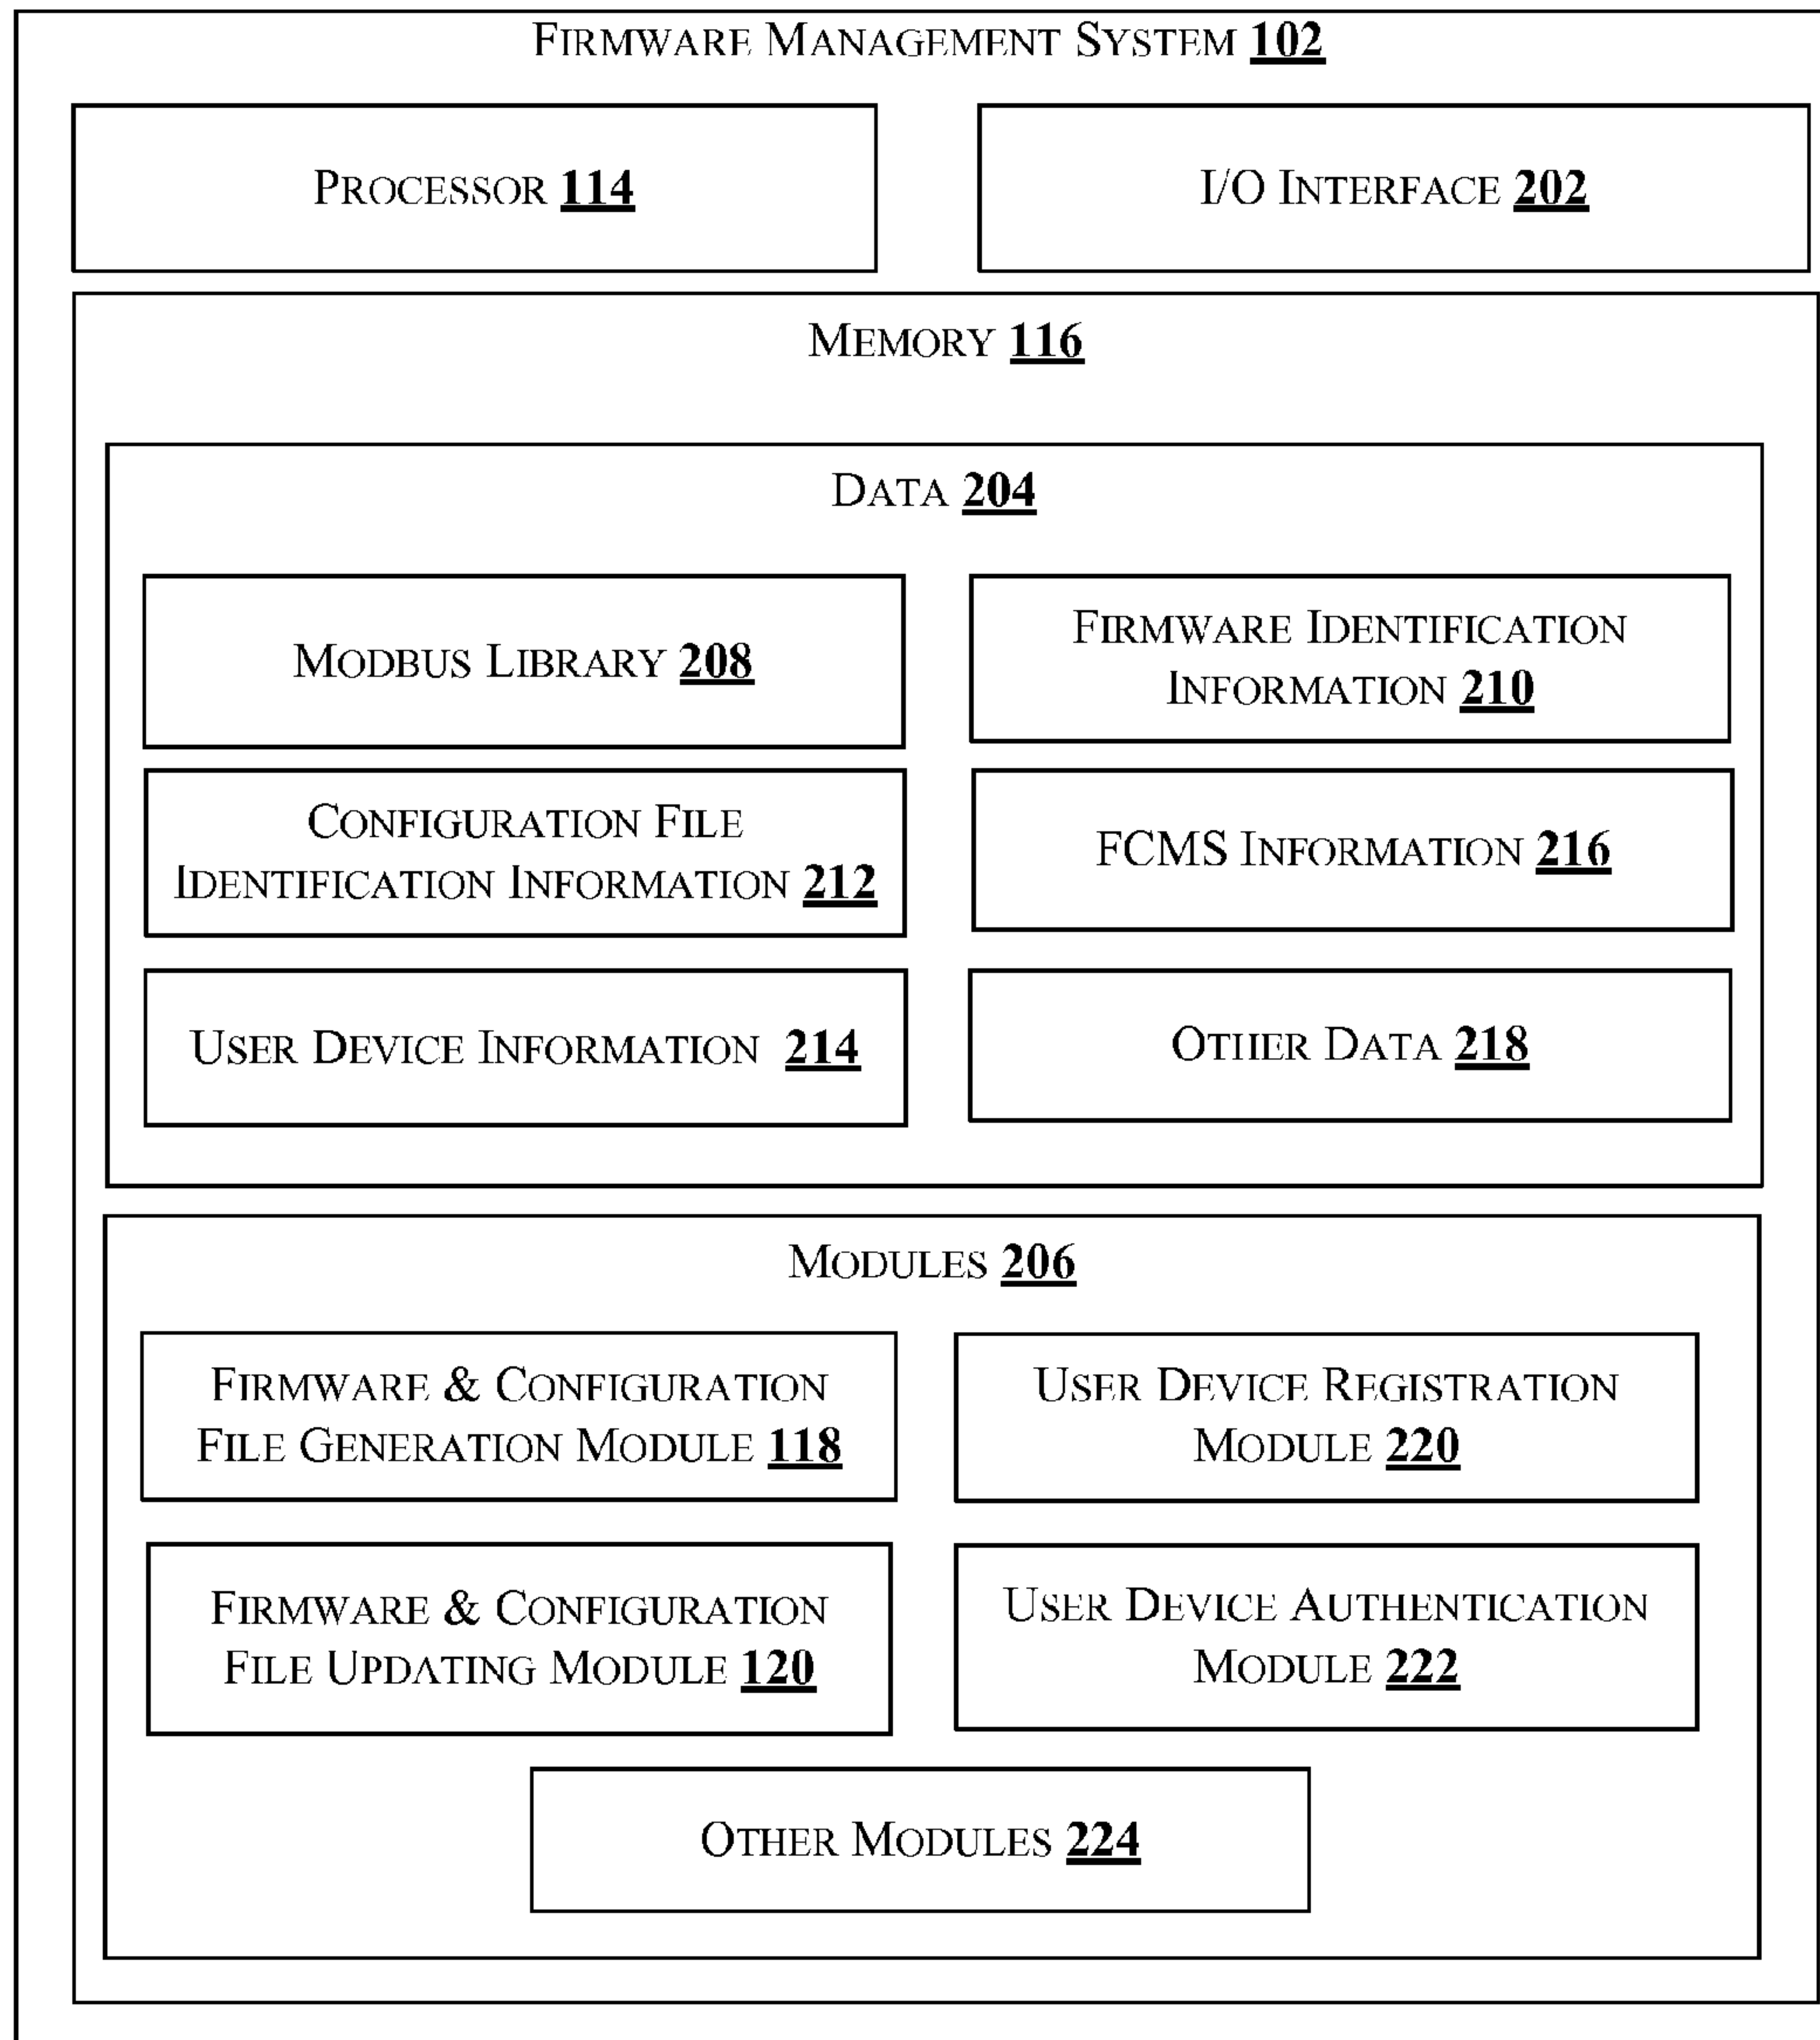 FIRMWARE MANAGEMENT SYSTEM 102
PROCESSOR 114
I/O INTERFACE 202
MEMORY 116
DATA 204
MODBUS LIBRARY 208
FIRMWARE IDENTIFICATION
INFORMATION 210
CONFIGURATION FILE
IDENTIFICATION INFORMATION 212
FCMS INFORMATION 216
USER DEVICE INFORMATION 214
OTHER DATA 218
MODULES 206
FIRMWARE & CONFIGURATION
FILE GENERATION MODULE 118
USER DEVICE REGISTRATION
MODULE 220
FIRMWARE & CONFIGURATION
FILE UPDATING MODULE 120
USER DEVICE AUTHENTICATION
MODULE 222
OTHER MODULES 224